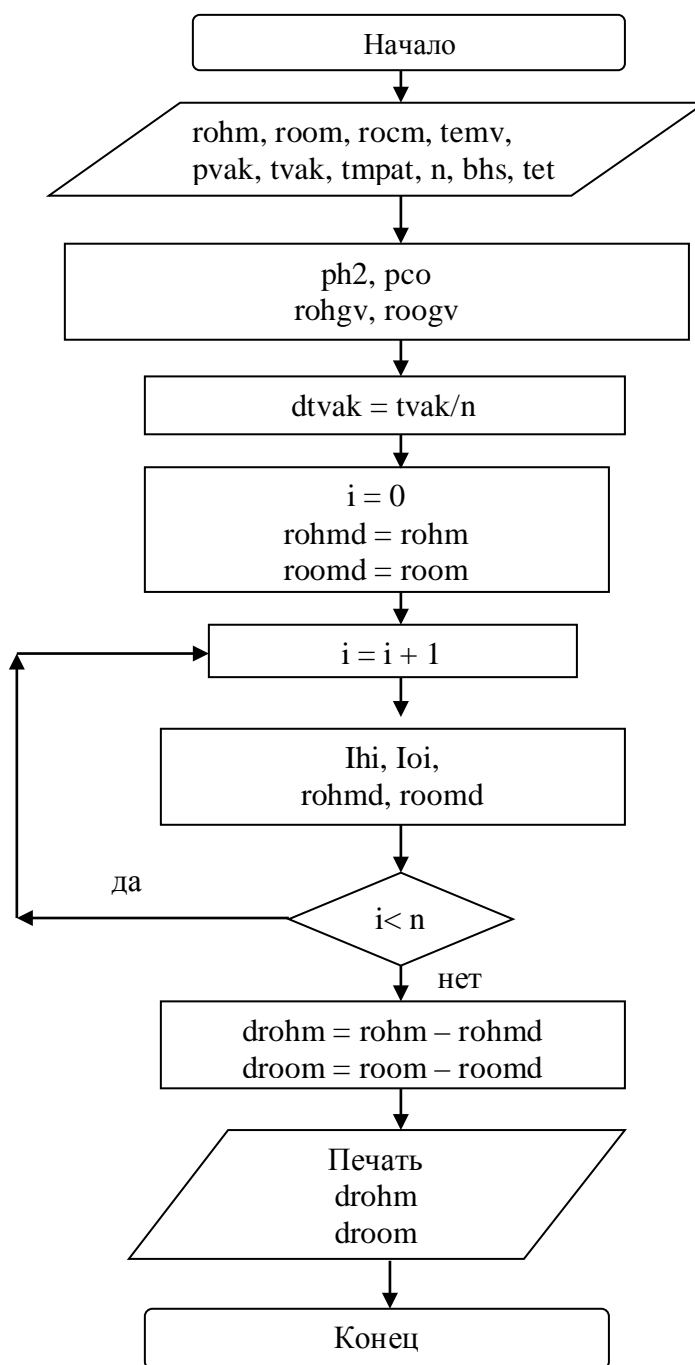 Начало
rohm, room, rocm, temv,
pvak, tvak, tmpat, n, bhs, tet
ph2, pco
rohgv, roogv
dtvak = tvak/n
i = 0
rohmd = rohm
roomd = room
i = i + 1
Ihi, Ioi,
rohmd, roomd
да
i< n
нет
drohm = rohm – rohmd
droom = room – roomd
Печать
drohm
droom
Конец